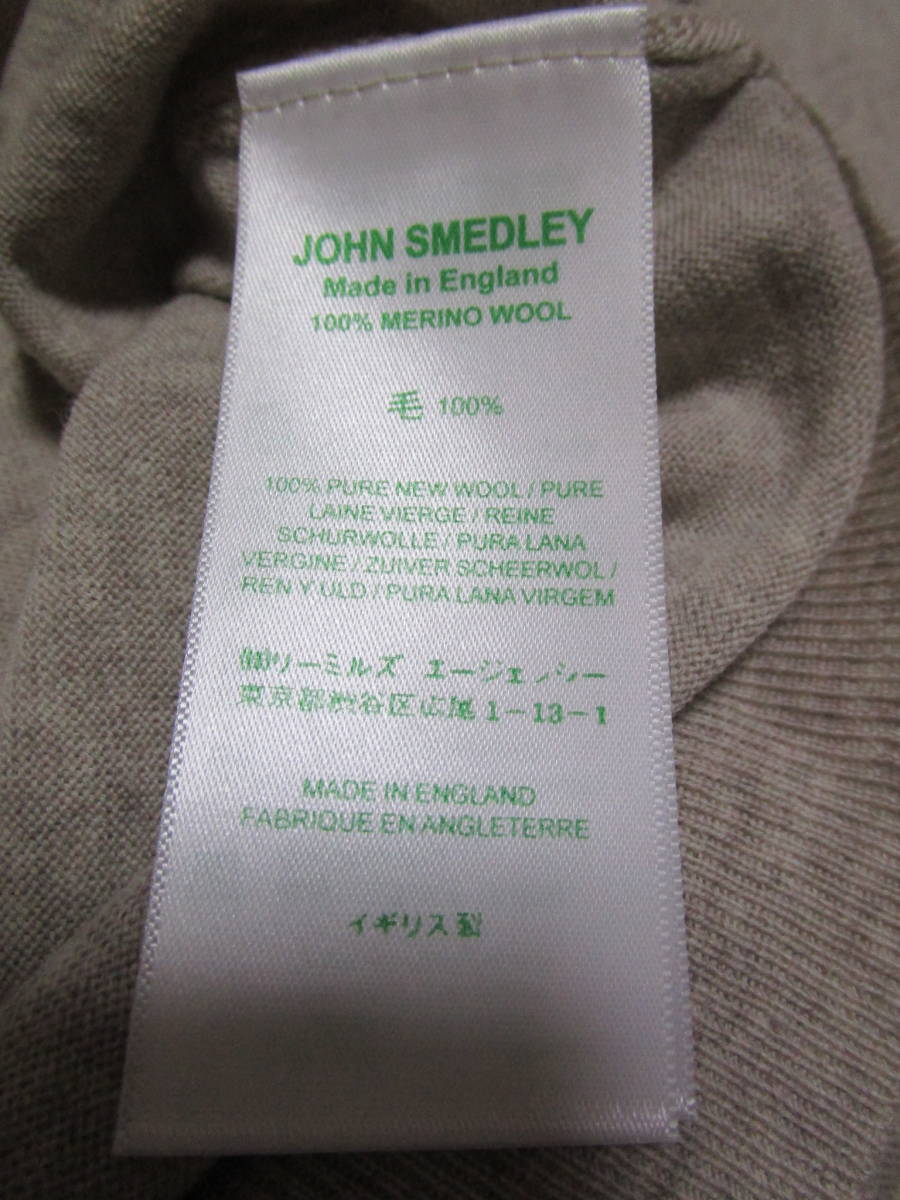 JOHN SMEDLEY
Made in England
100% MERINO WOOL
毛 100%
100% PURE NEW WOOL / PURE
LAINE VIERGE / REINE
SCHURWOLLE / PURA LANA
VERGINE / ZUIVER SCHEERWOL /
REN Y ULD / PURA LANA VIRGEM
㈱リーミルズ エージェンシー
東京都渋谷区広尾 1-13-1
MADE IN ENGLAND
FABRIQUE EN ANGLETERRE
イギリス製